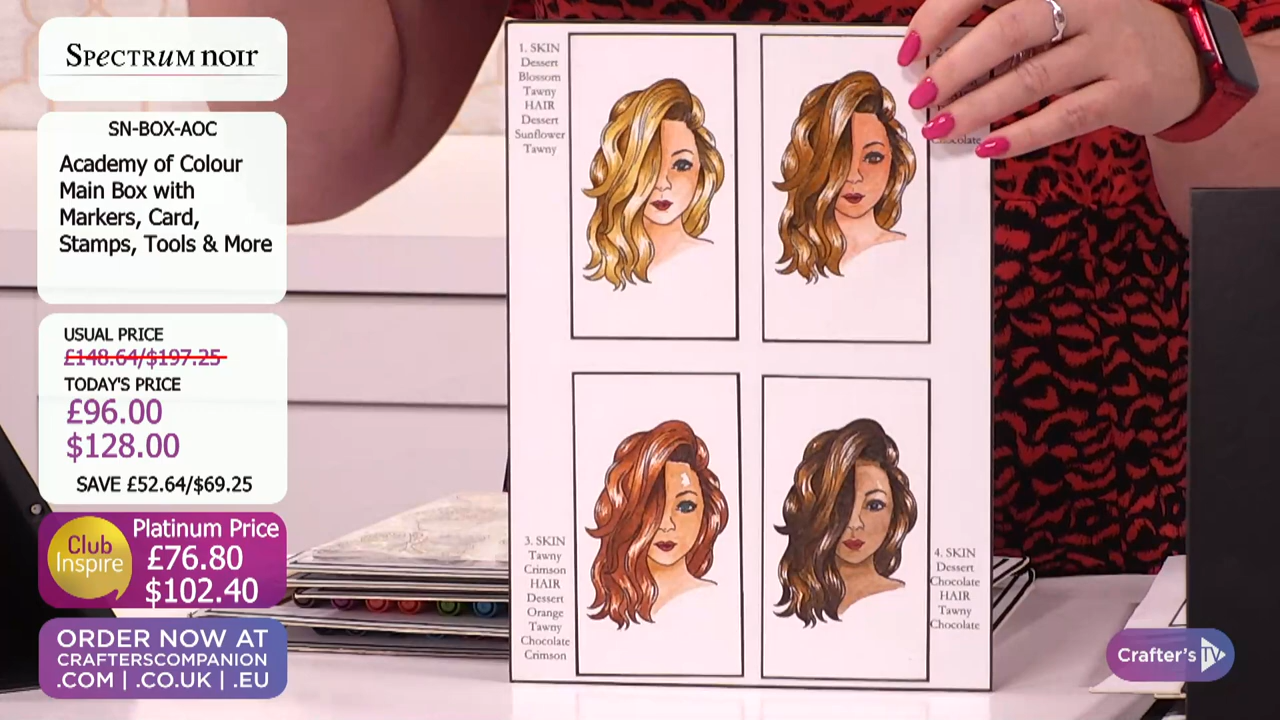 SPECTRUM NOIR
SN-BOX-AOC
Academy of Colour
Main Box with
Markers, Card,
Stamps, Tools & More
USUAL PRICE
£148.64/$197.25
TODAY'S PRICE
£96.00
$128.00
SAVE £52.64/$69.25
Club
Inspire
Platinum Price
£76.80
$102.40
ORDER NOW AT
CRAFTERSCOMPANION
.COM | .CO.UK | .EU
1. SKIN
Dessert
Blossom
Tawny
HAIR
Dessert
Sunflower
Tawny
Chocolate
3. SKIN
Tawny
Crimson
HAIR
Dessert
Orange
Tawny
Chocolate
Crimson
4. SKIN
Dessert
Chocolate
HAIR
Tawny
Chocolate
Crafter's TV